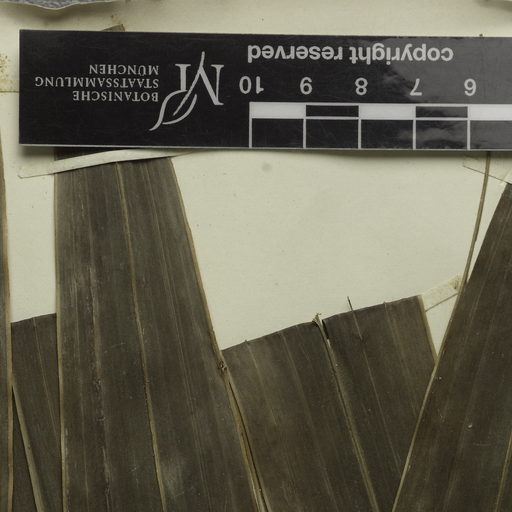 copyright reserved
10 9 8 7 6
BOTANISCHE
STAATSSAMMLUNG
MÜNCHEN